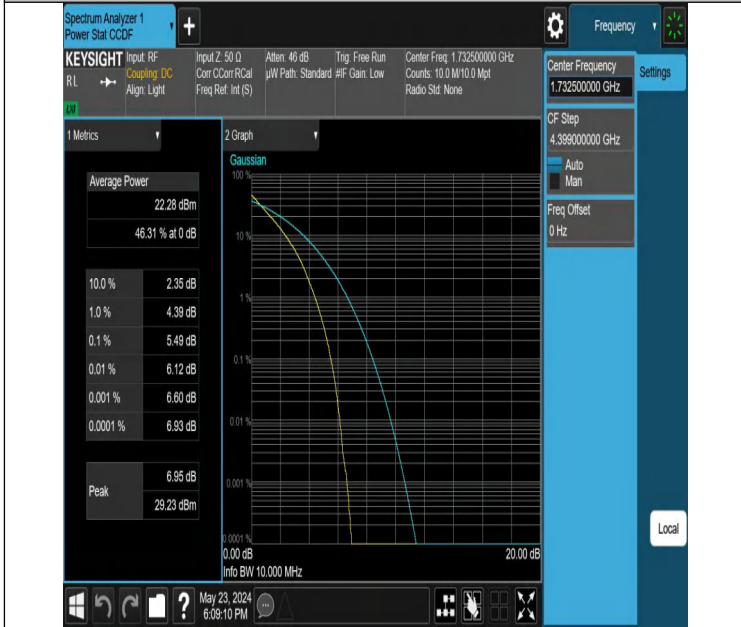 Spectrum Analyzer 1
Power Stat CCDF
Frequency
KEYSIGHT
RL
LXI
Input: RF
Coupling: DC
Align: Light
Input Z: 50 Ω
Corr CCorr RCal
Freq Ref: Int (S)
Atten: 46 dB
µW Path: Standard
Trig: Free Run
#IF Gain: Low
Center Freq: 1.732500000 GHz
Counts: 10.0 M/10.0 Mpt
Radio Std: None
Center Frequency
1.732500000 GHz
Settings
CF Step
4.399000000 GHz
Auto
Man
Freq Offset
0 Hz
1 Metrics
Average Power
22.28 dBm
46.31 % at 0 dB
10.0 % 2.35 dB
1.0 % 4.39 dB
0.1 % 5.49 dB
0.01 % 6.12 dB
0.001 % 6.60 dB
0.0001 % 6.93 dB
Peak
6.95 dB
29.23 dBm
2 Graph
Gaussian
100 %
10 %
1 %
0.1 %
0.01 %
0.001 %
0.0001 %
0.00 dB 20.00 dB
Info BW 10.000 MHz
Local
?
May 23, 2024
6:09:10 PM